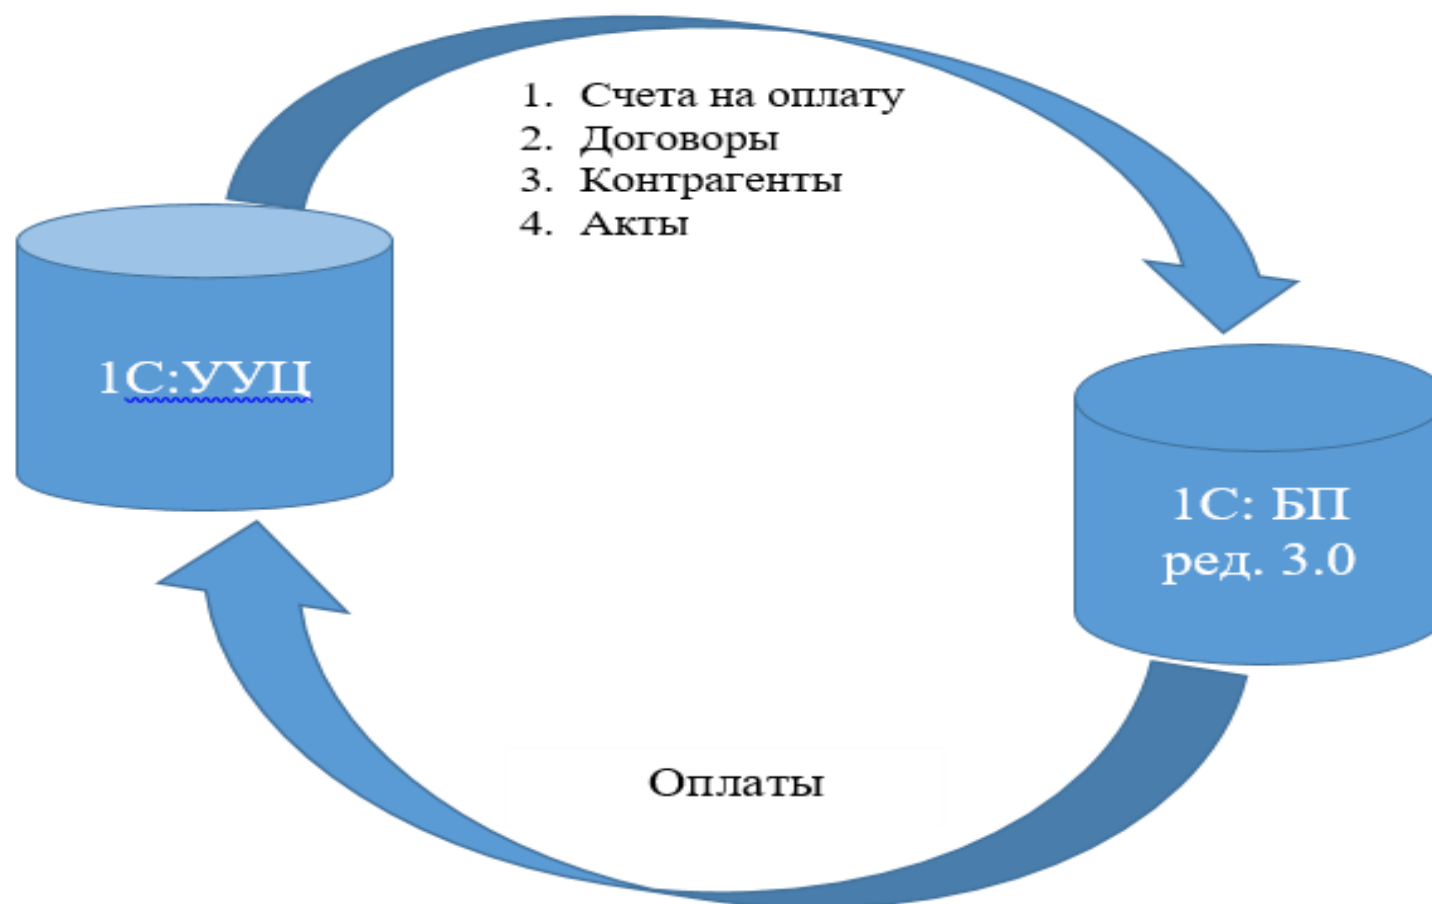 1. Счета на оплату
2. Договоры
3. Контрагенты
4. Акты
1С:УУЦ
1С: БП
ред. 3.0
Оплаты